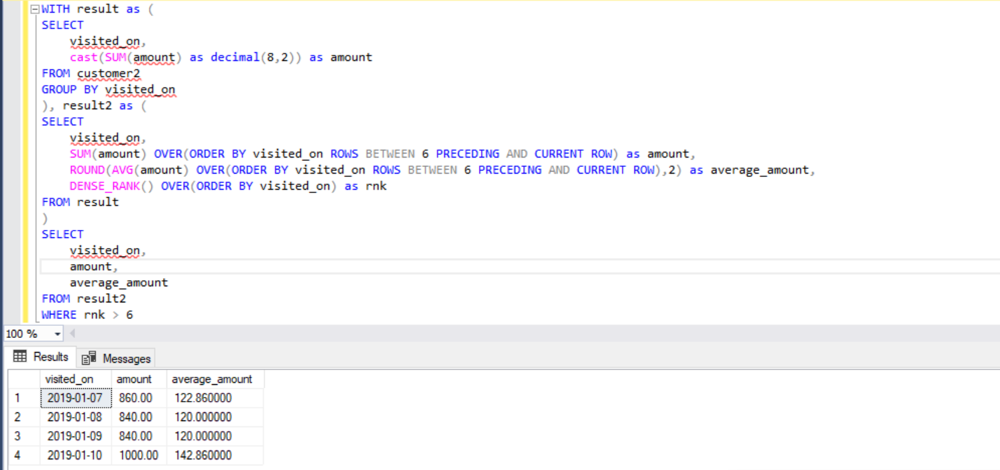 WITH result as (
SELECT
visited_on,
cast(SUM(amount) as decimal(8,2)) as amount
FROM customer2
GROUP BY visited_on
), result2 as (
SELECT
visited_on,
SUM(amount) OVER(ORDER BY visited_on ROWS BETWEEN 6 PRECEDING AND CURRENT ROW) as amount,
ROUND(AVG(amount) OVER(ORDER BY visited_on ROWS BETWEEN 6 PRECEDING AND CURRENT ROW),2) as average_amount,
DENSE_RANK() OVER(ORDER BY visited_on) as rnk
FROM result
)
SELECT
visited_on,
amount,
average_amount
FROM result2
WHERE rnk > 6
100 %
Results Messages
visited_on amount average_amount
1 2019-01-07 860.00 122.860000
2 2019-01-08 840.00 120.000000
3 2019-01-09 840.00 120.000000
4 2019-01-10 1000.00 142.860000